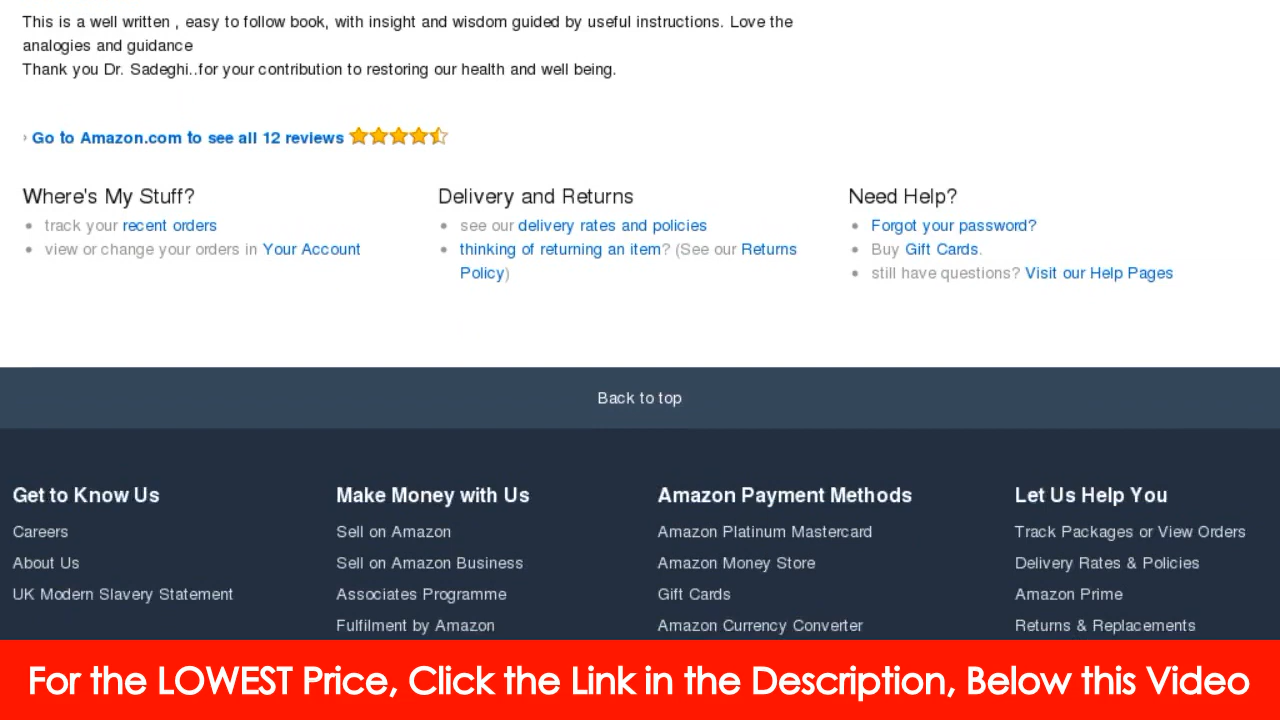 This is a well written , easy to follow book, with insight and wisdom guided by useful instructions. Love the
analogies and guidance
Thank you Dr. Sadeghi..for your contribution to restoring our health and well being.
› Go to Amazon.com to see all 12 reviews
Where's My Stuff?
• track your recent orders
• view or change your orders in Your Account
Delivery and Returns
• see our delivery rates and policies
• thinking of returning an item? (See our Returns
Policy)
Need Help?
• Forgot your password?
• Buy Gift Cards.
• still have questions? Visit our Help Pages
Back to top
Get to Know Us
Careers
About Us
UK Modern Slavery Statement
Make Money with Us
Sell on Amazon
Sell on Amazon Business
Associates Programme
Fulfilment by Amazon
Amazon Payment Methods
Amazon Platinum Mastercard
Amazon Money Store
Gift Cards
Amazon Currency Converter
Let Us Help You
Track Packages or View Orders
Delivery Rates & Policies
Amazon Prime
Returns & Replacements
For the LOWEST Price, Click the Link in the Description, Below this Video